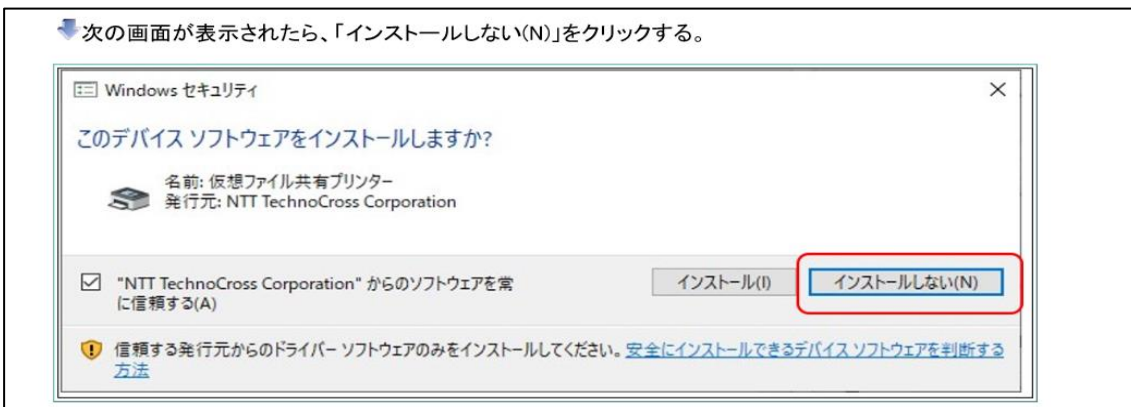 次の画面が表示されたら、「インストールしない(N)」をクリックする。
Windows セキュリティ
このデバイス ソフトウェアをインストールしますか?
名前: 仮想ファイル共有プリンター
発行元: NTT TechnoCross Corporation
"NTT TechnoCross Corporation" からのソフトウェアを常
に信頼する(A)
インストール(I)
インストールしない(N)
信頼する発行元からのドライバー ソフトウェアのみをインストールしてください。安全にインストールできるデバイス ソフトウェアを判断する
方法